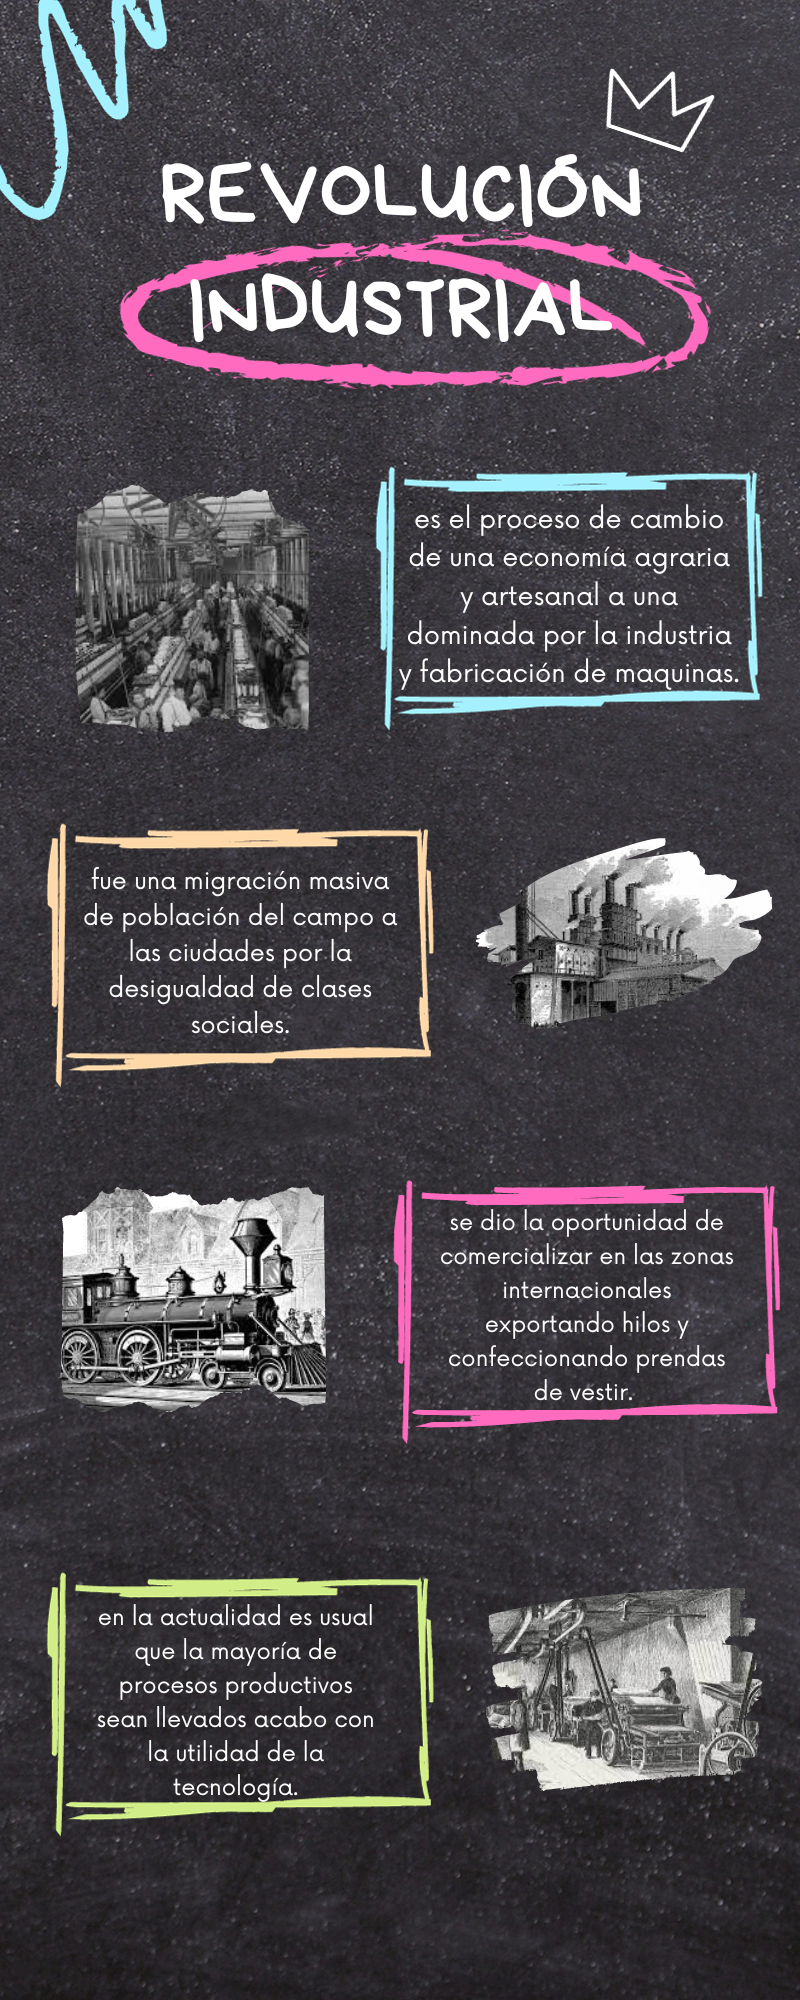 REVOLUCIÓN
INDUSTRIAL
es el proceso de cambio
de una economía agraria
y artesanal a una
dominada por la industria
y fabricación de maquinas.
fue una migración masiva
de población del campo a
las ciudades por la
desigualdad de clases
sociales.
se dio la oportunidad de
comercializar en las zonas
internacionales
exportando hilos y
confeccionando prendas
de vestir.
en la actualidad es usual
que la mayoría de
procesos productivos
sean llevados acabo con
la utilidad de la
tecnología.